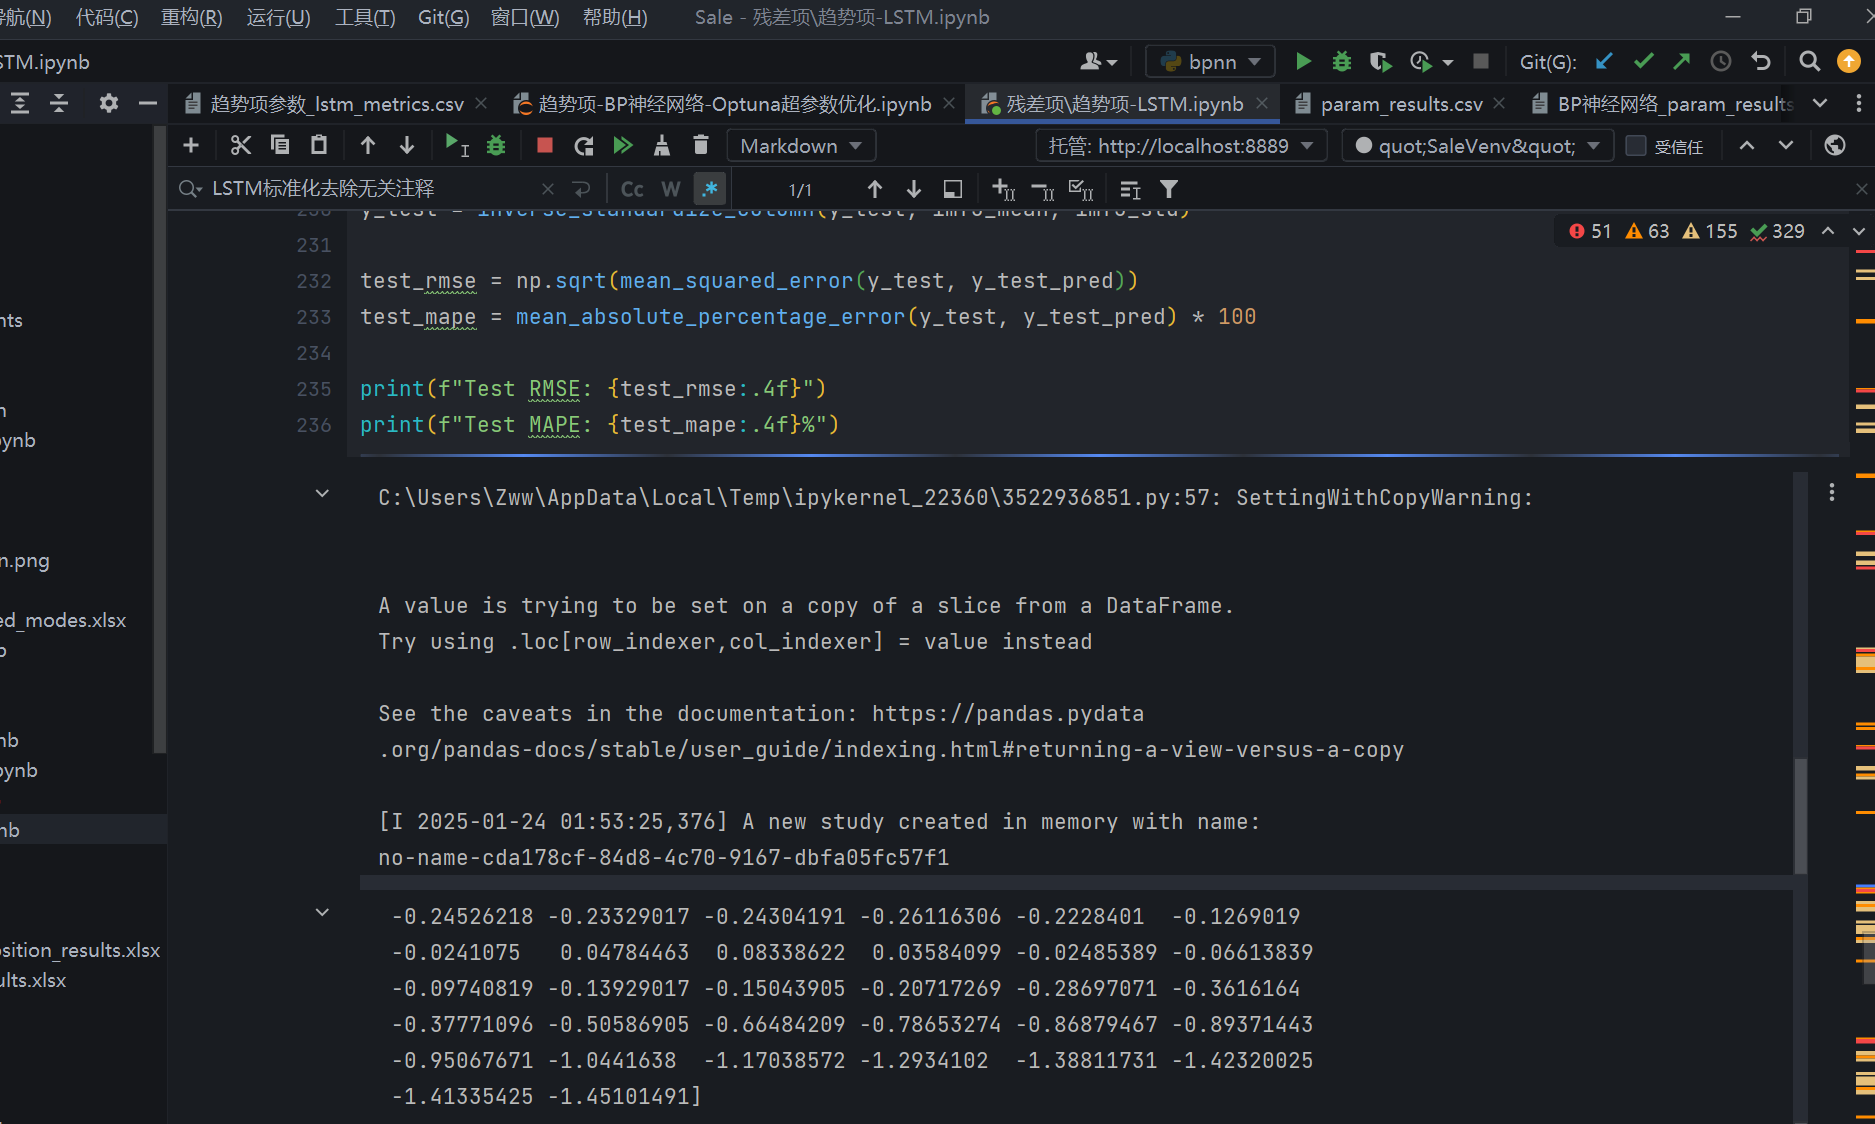 导航(N) 代码(C) 重构(R) 运行(U) 工具(T) Git(G) 窗口(W) 帮助(H) Sale - 残差项\趋势项-LSTM.ipynb
STM.ipynb bpnn Git(G):
趋势项参数_lstm_metrics.csv 趋势项-BP神经网络-Optuna超参数优化.ipynb 残差项\趋势项-LSTM.ipynb param_results.csv BP神经网络_param_results
Markdown 托管: http://localhost:8889 quot;SaleVenv&quot; 受信任
LSTM标准化去除无关注释 Cc W .* 1/1
230 y_test = inverse_standardize_column(y_test, imf0_mean, imf0_std)
51 63 155 329
231
232 test_rmse = np.sqrt(mean_squared_error(y_test, y_test_pred))
233 test_mape = mean_absolute_percentage_error(y_test, y_test_pred) * 100
234
235 print(f"Test RMSE: {test_rmse:.4f}")
236 print(f"Test MAPE: {test_mape:.4f}%")
C:\Users\Zww\AppData\Local\Temp\ipykernel_22360\3522936851.py:57: SettingWithCopyWarning:
A value is trying to be set on a copy of a slice from a DataFrame.
Try using .loc[row_indexer,col_indexer] = value instead
See the caveats in the documentation: https://pandas.pydata
.org/pandas-docs/stable/user_guide/indexing.html#returning-a-view-versus-a-copy
[I 2025-01-24 01:53:25,376] A new study created in memory with name:
no-name-cda178cf-84d8-4c70-9167-dbfa05fc57f1
-0.24526218 -0.23329017 -0.24304191 -0.26116306 -0.2228401 -0.1269019
-0.0241075 0.04784463 0.08338622 0.03584099 -0.02485389 -0.06613839
-0.09740819 -0.13929017 -0.15043905 -0.20717269 -0.28697071 -0.3616164
-0.37771096 -0.50586905 -0.66484209 -0.78653274 -0.86879467 -0.89371443
-0.95067671 -1.0441638 -1.17038572 -1.2934102 -1.38811731 -1.42320025
-1.41335425 -1.45101491]
nts
n
ynb
n.png
ed_modes.xlsx
b
nb
ynb
nb
sition_results.xlsx
ults.xlsx